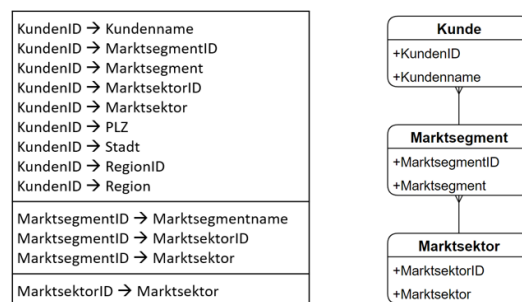 KundenID → Kundenname
KundenID → MarktsegmentID
KundenID → Marktsegment
KundenID → MarktsektorID
KundenID → Marktsektor
KundenID → PLZ
KundenID → Stadt
KundenID → RegionID
KundenID → Region
MarktsegmentID → Marktsegmentname
MarktsegmentID → MarktsektorID
MarktsegmentID → Marktsektor
MarktsektorID → Marktsektor
Kunde
+KundenID
+Kundenname
Marktsegment
+MarktsegmentID
+Marktsegment
Marktsektor
+MarktsektorID
+Marktsektor